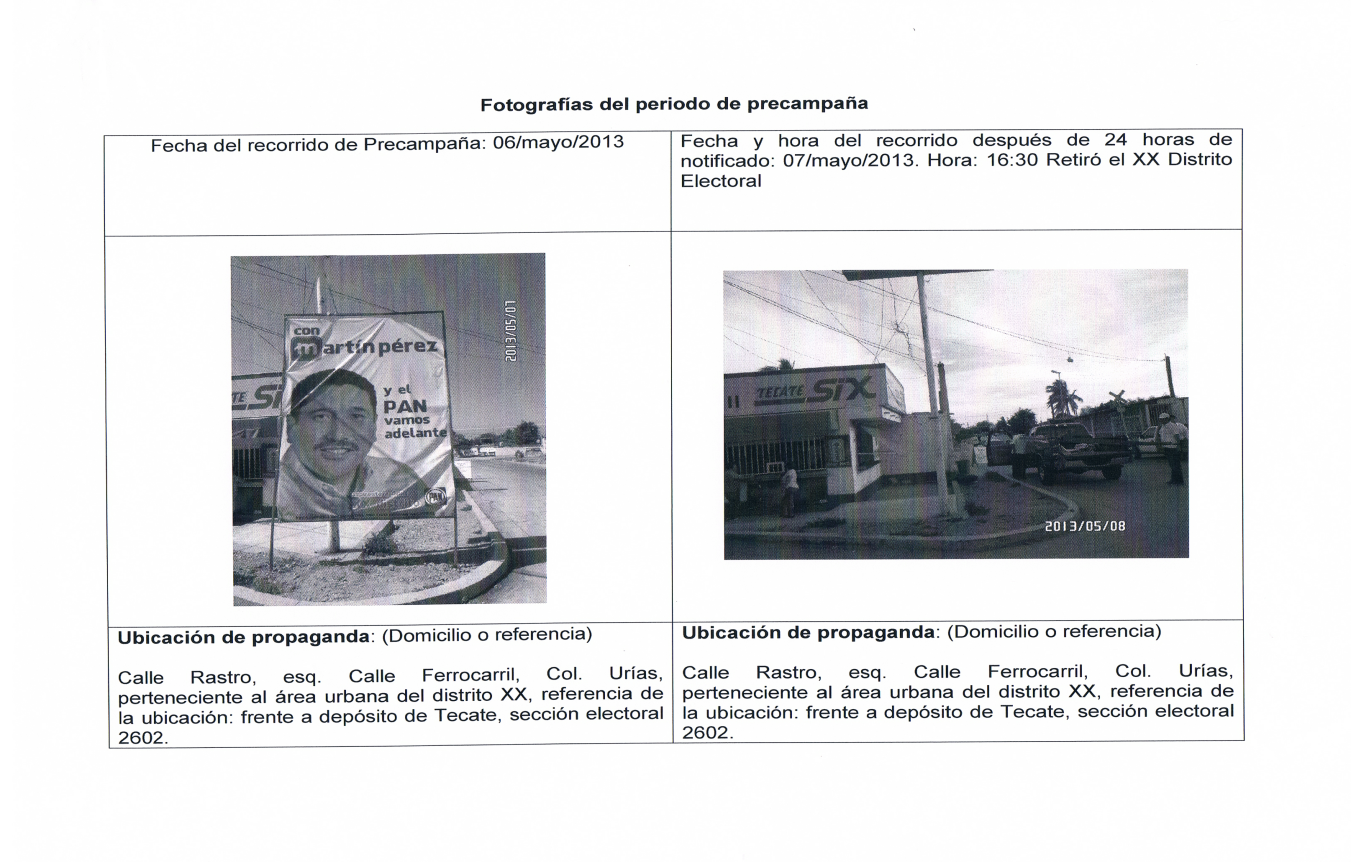 Fotografías del periodo de precampaña
Fecha del recorrido de Precampaña: 06/mayo/2013
Fecha y hora del recorrido después de 24 horas de
notificado: 07/mayo/2013. Hora: 16:30 Retiró el XX Distrito
Electoral
con
martín pérez
y el
PAN
vamos
adelante
PAN
TE SI
2013/05/07
TECATE SIX
2013/05/08
Ubicación de propaganda: (Domicilio o referencia)
Calle Rastro, esq. Calle Ferrocarril, Col. Urías,
perteneciente al área urbana del distrito XX, referencia de
la ubicación: frente a depósito de Tecate, sección electoral
2602.
Ubicación de propaganda: (Domicilio o referencia)
Calle Rastro, esq. Calle Ferrocarril, Col. Urías,
perteneciente al área urbana del distrito XX, referencia de
la ubicación: frente a depósito de Tecate, sección electoral
2602.